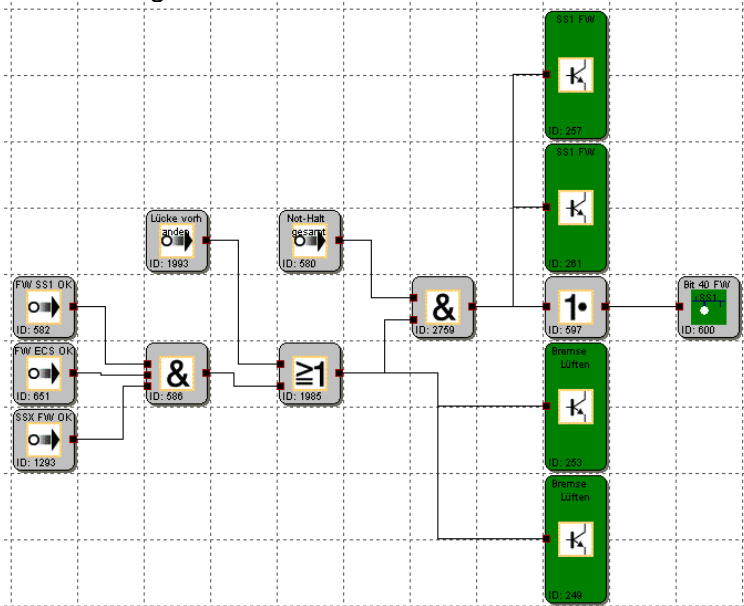 SS1 FW
ID: 257
SS1 FW
ID: 261
Lücke vorh
anden
ID: 1993
Not-Halt
gesamt
ID: 580
FW SS1 OK
ID: 582
&
ID: 2759
1
ID: 597
Bit 40 FW
SS1
ID: 600
FW ECS OK
ID: 651
&
ID: 586
≧1
ID: 1985
Bremse
Lüften
ID: 253
SSX FW OK
ID: 1293
Bremse
Lüften
ID: 249